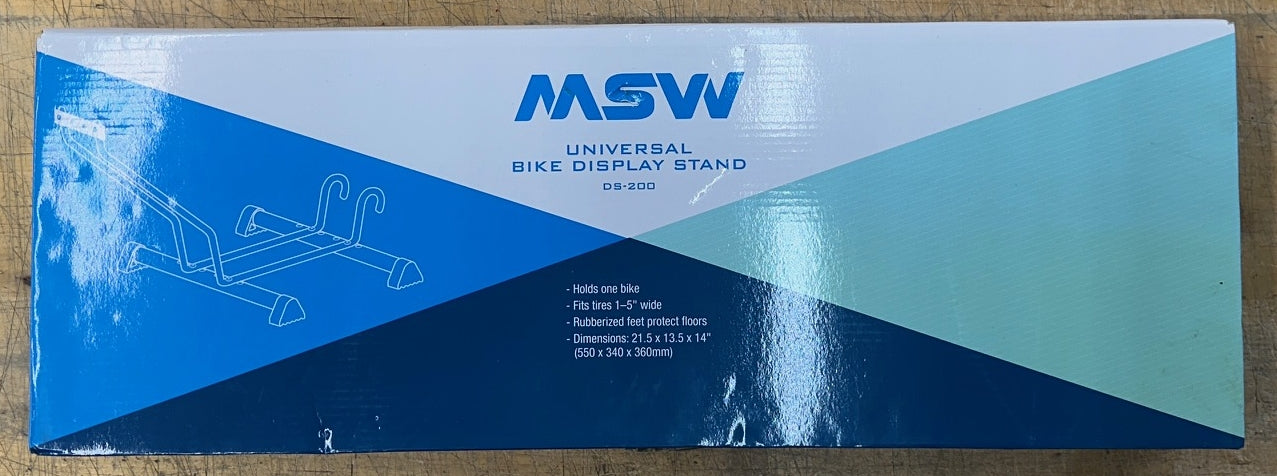 MSW
UNIVERSAL
BIKE DISPLAY STAND
DS-200
- Holds one bike
- Fits tires 1–5" wide
- Rubberized feet protect floors
- Dimensions: 21.5 x 13.5 x 14"
(550 x 340 x 360mm)